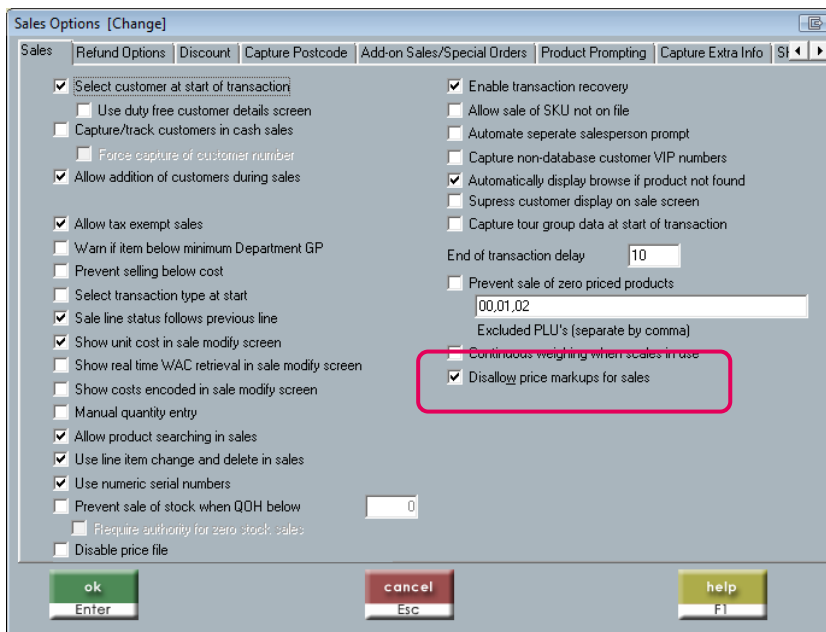 Sales Options [Change]
Sales Refund Options Discount Capture Postcode Add-on Sales/Special Orders Product Prompting Capture Extra Info
Select customer at start of transaction
Use duty free customer details screen
Capture/track customers in cash sales
Force capture of customer number
Allow addition of customers during sales
Allow tax exempt sales
Warn if item below minimum Department GP
Prevent selling below cost
Select transaction type at start
Sale line status follows previous line
Show unit cost in sale modify screen
Show real time WAC retrieval in sale modify screen
Show costs encoded in sale modify screen
Manual quantity entry
Allow product searching in sales
Use line item change and delete in sales
Use numeric serial numbers
Prevent sale of stock when QOH below 0
Require authority for zero stock sales
Disable price file
Enable transaction recovery
Allow sale of SKU not on file
Automate seperate salesperson prompt
Capture non-database customer VIP numbers
Automatically display browse if product not found
Supress customer display on sale screen
Capture tour group data at start of transaction
End of transaction delay 10
Prevent sale of zero priced products
00,01,02
Excluded PLU's (separate by comma)
Continuous weighing when scales in use
Disallow price markups for sales
ok cancel help
Enter Esc F1